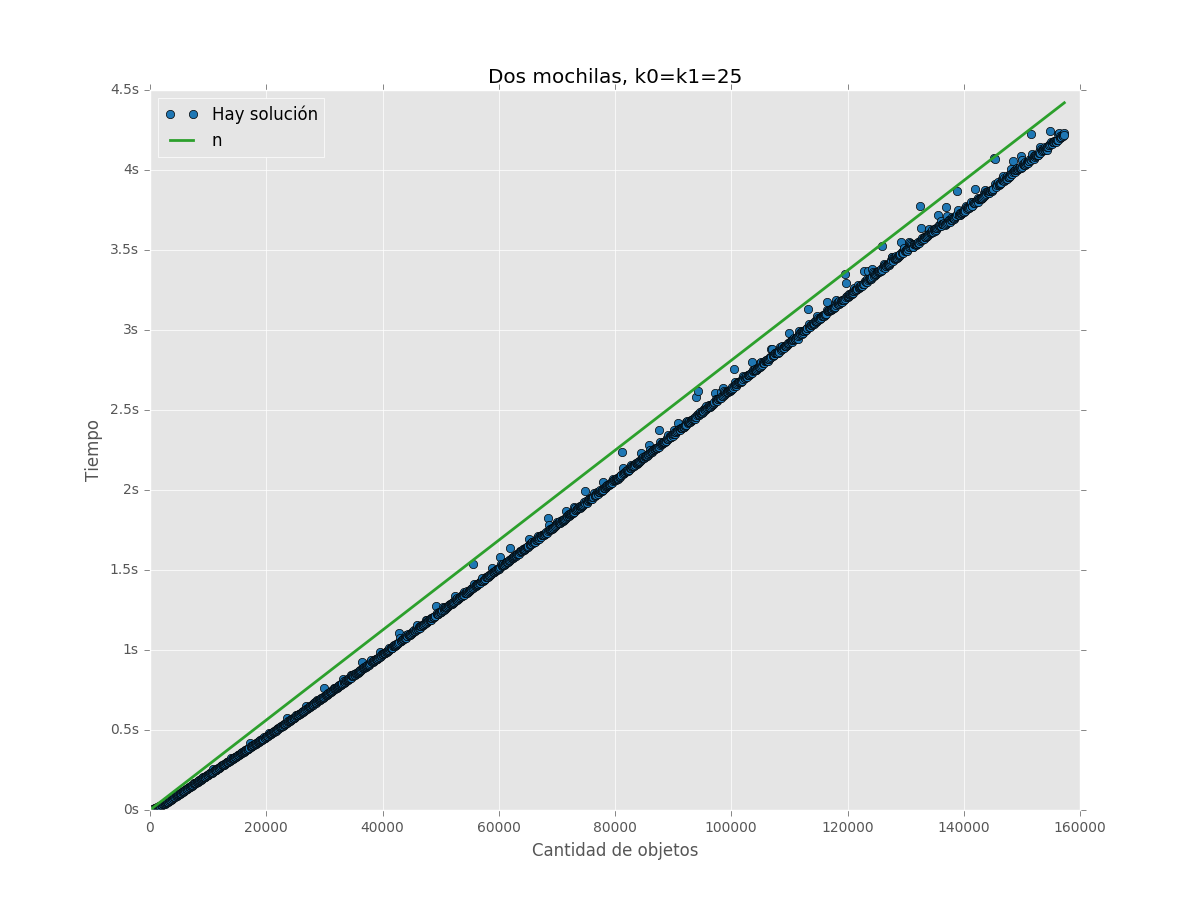 Dos mochilas, k0=k1=25
4.5s
4s
3.5s
3s
2.5s
2s
1.5s
1s
0.5s
0s
Hay solución
n
Tiempo
0
20000
40000
60000
80000
100000
120000
140000
160000
Cantidad de objetos